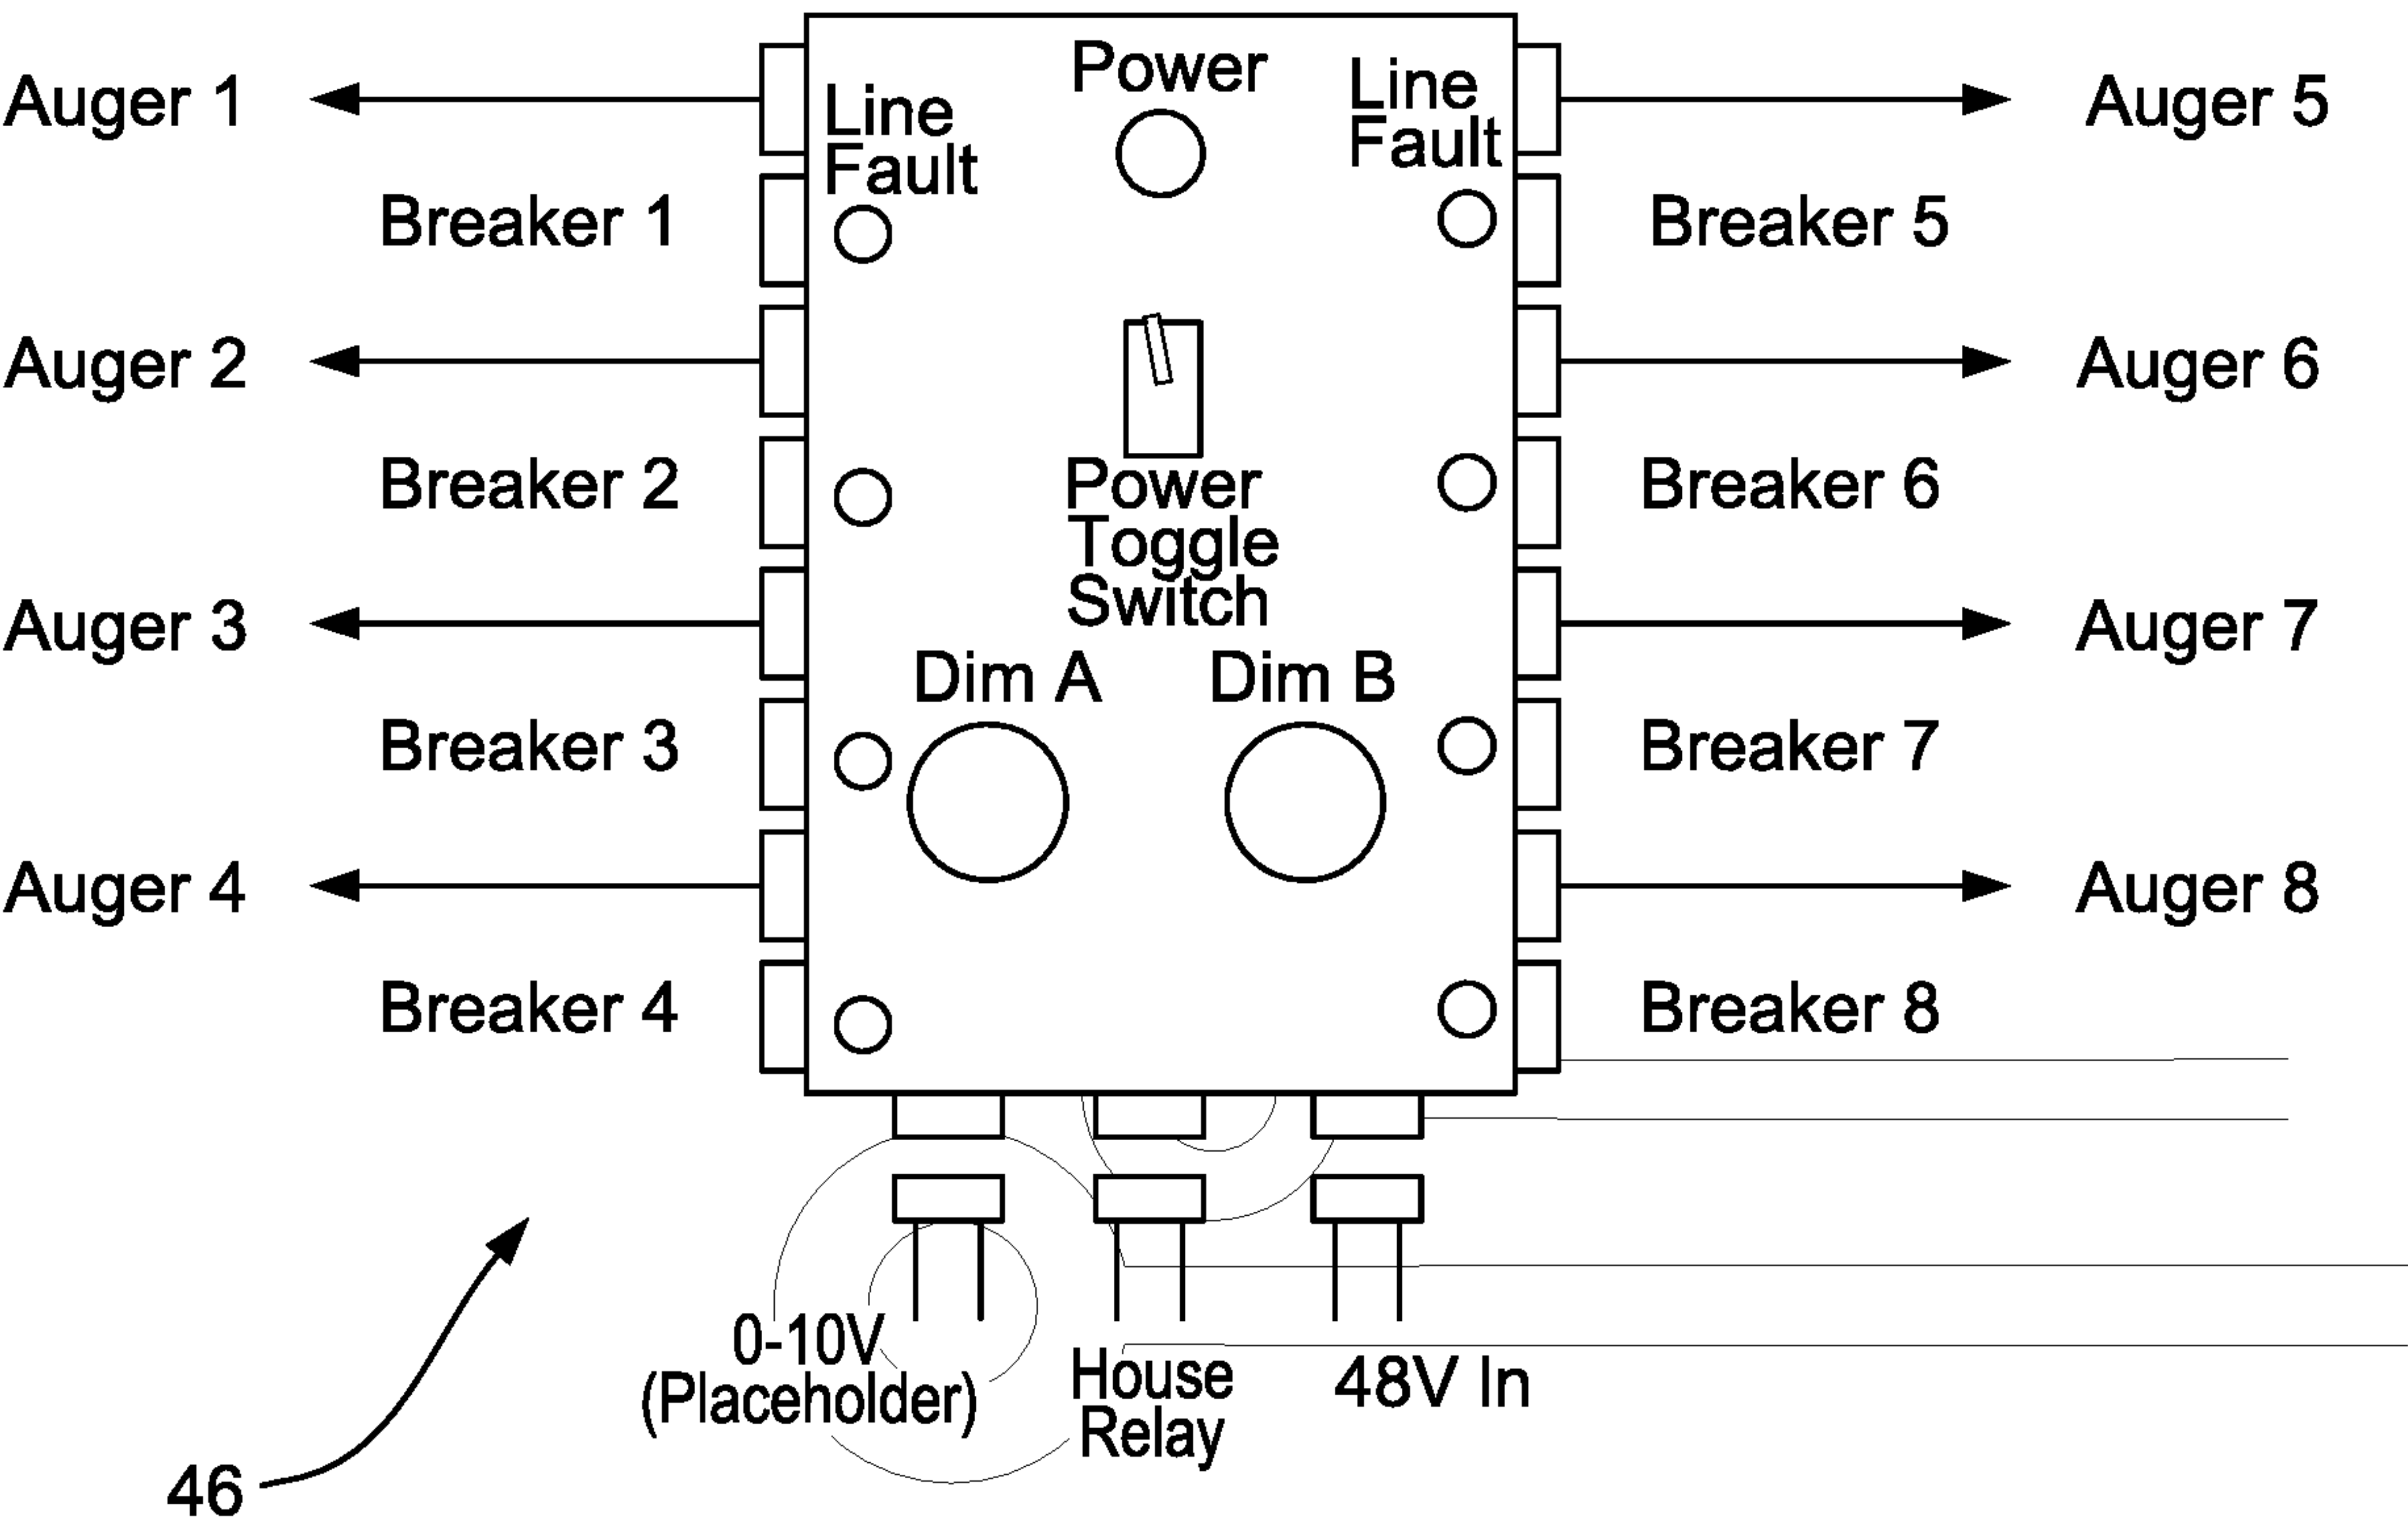 Auger 1
Line
Fault
Power
Line
Fault
Auger 5
Breaker 1
Breaker 5
Auger 2
Auger 6
Breaker 2
Power
Toggle
Switch
Breaker 6
Auger 3
Auger 7
Dim A
Dim B
Breaker 3
Breaker 7
Auger 4
Auger 8
Breaker 4
Breaker 8
0-10V
(Placeholder)
House
Relay
48V In
46